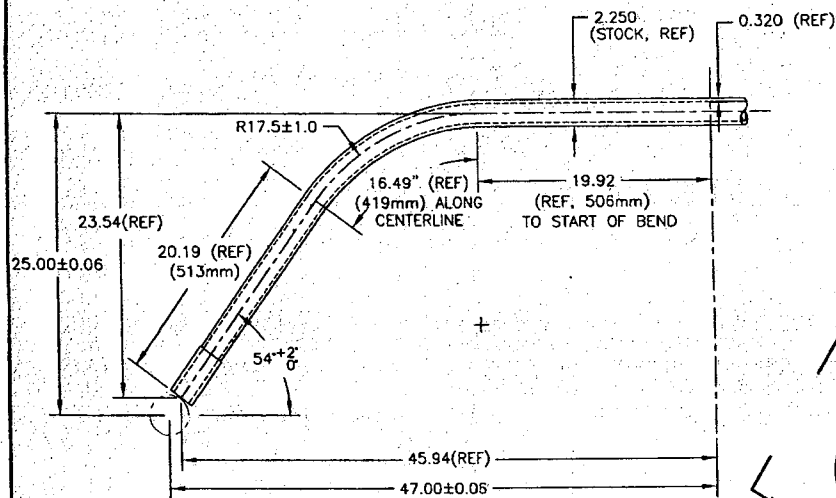 2.250
(STOCK, REF)
0.320 (REF)
R17.5±1.0
16.49" (REF)
(419mm) ALONG
CENTERLINE
19.92
(REF, 506mm)
TO START OF BEND
23.54(REF)
20.19 (REF)
(513mm)
25.00±0.06
54°+2°
0°
45.94(REF)
47.00±0.06